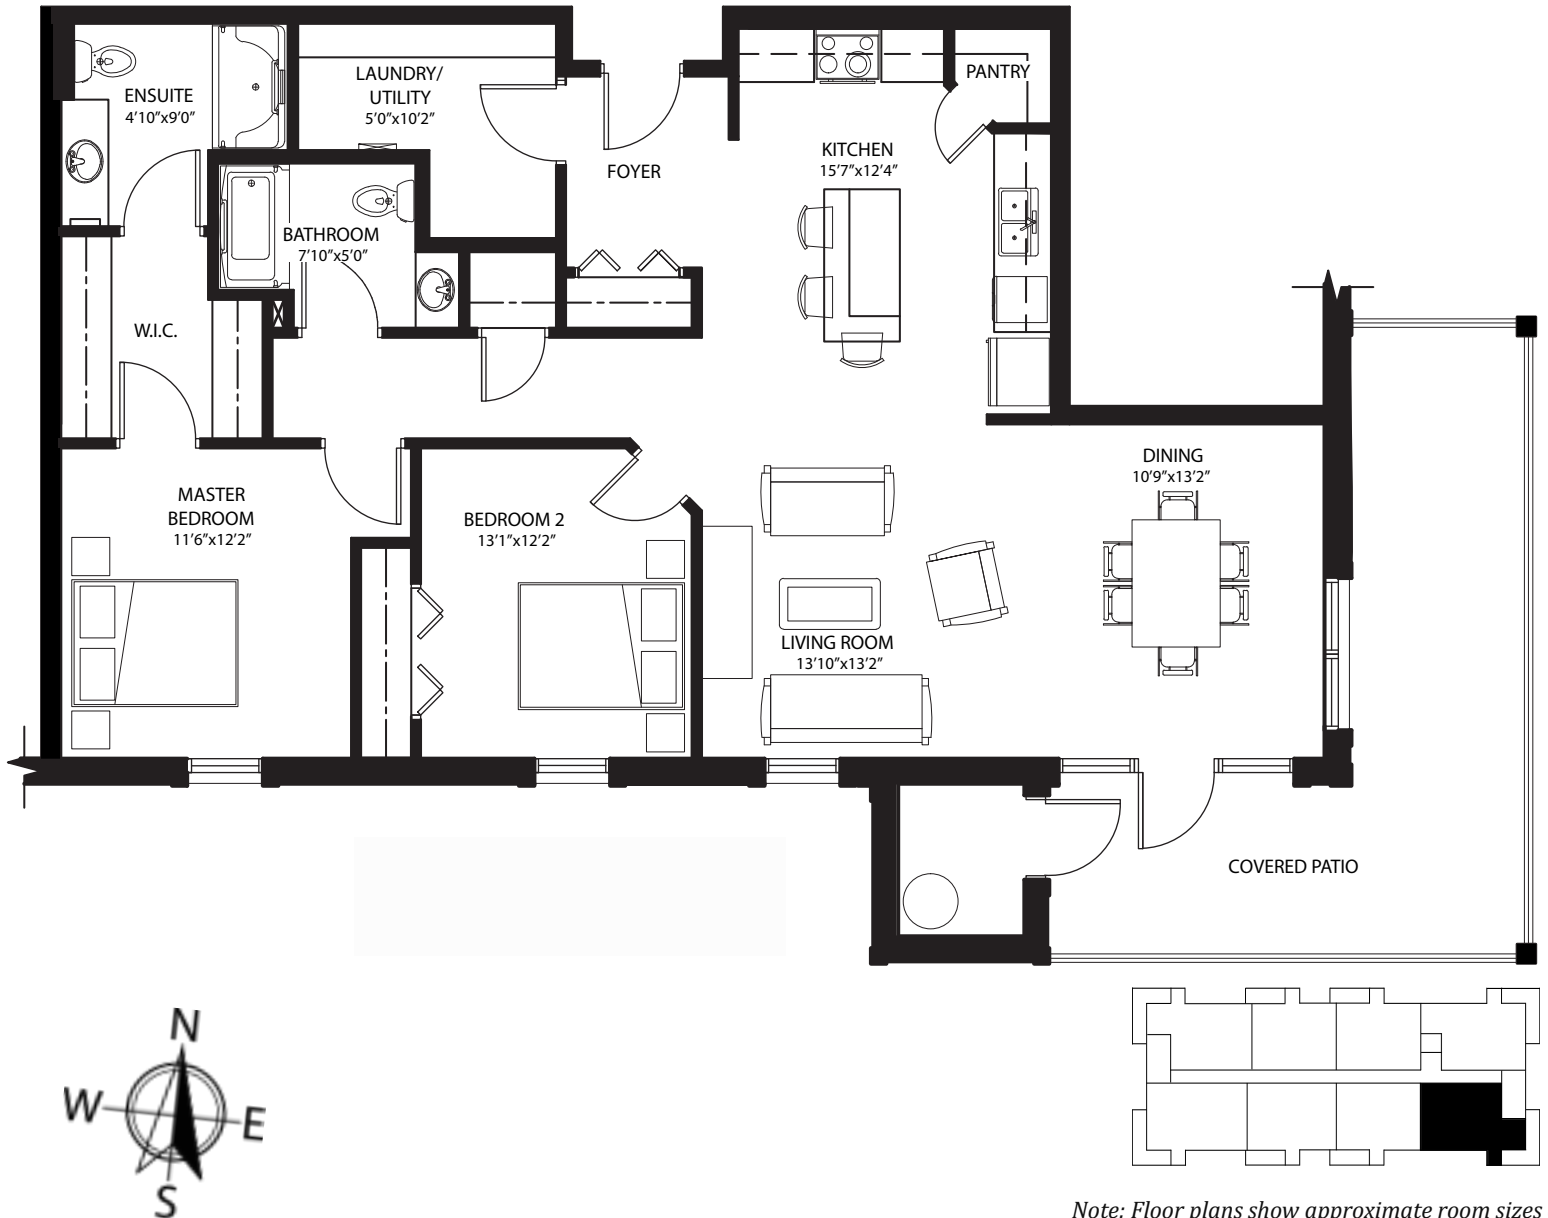 ENSUITE
4'10"x9'0"
LAUNDRY/
UTILITY
5'0"x10'2"
PANTRY
FOYER
KITCHEN
15'7"x12'4"
BATHROOM
7'10"x5'0"
W.I.C.
DINING
10'9"x13'2"
MASTER
BEDROOM
11'6"x12'2"
BEDROOM 2
13'1"x12'2"
LIVING ROOM
13'10"x13'2"
COVERED PATIO
N
W
E
S
Note: Floor plans show approximate room sizes